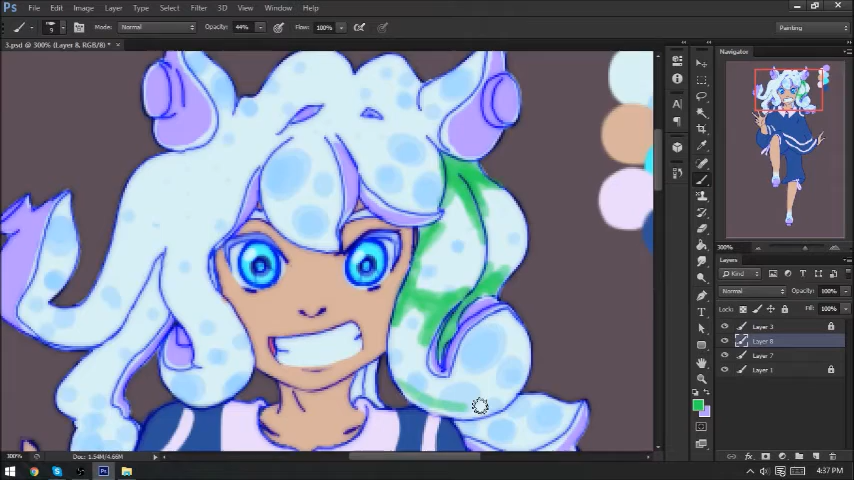 Ps File Edit Image Layer Type Select Filter 3D View Window Help
Mode: Normal Opacity: 44% Flow: 100% Painting
9
3.psd @ 300% (Layer 8, RGB/8) * ×
Navigator
300%
Layers
Kind
Normal Opacity: 100%
Lock: Fill: 100%
Layer 3
Layer 8
Layer 7
Layer 1
300% Doc: 1.54M/4.66M
4:37 PM